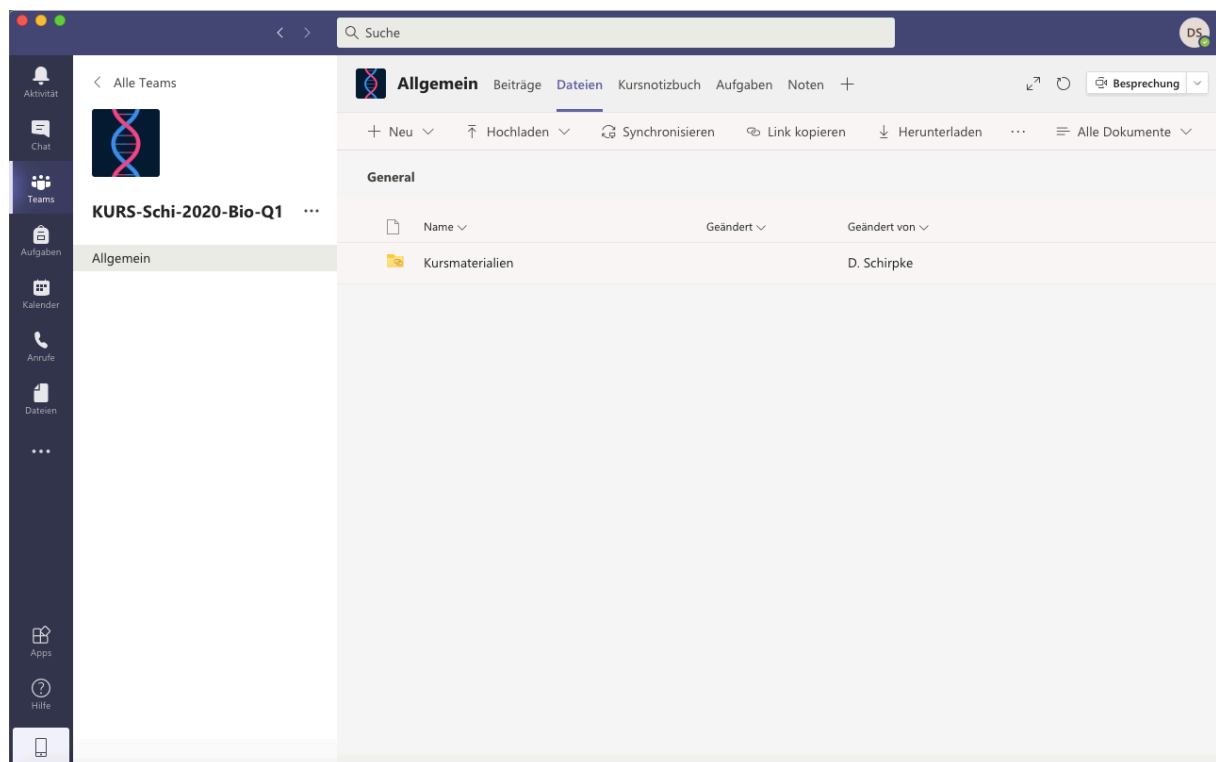 Suche
DS
Aktivität
Chat
Teams
Aufgaben
Kalender
Anrufe
Dateien
Apps
Hilfe
Alle Teams
KURS-Schi-2020-Bio-Q1
Allgemein
Allgemein Beiträge Dateien Kursnotizbuch Aufgaben Noten
Besprechung
Neu Hochladen Synchronisieren Link kopieren Herunterladen Alle Dokumente
General
Name Geändert Geändert von
Kursmaterialien D. Schirpke